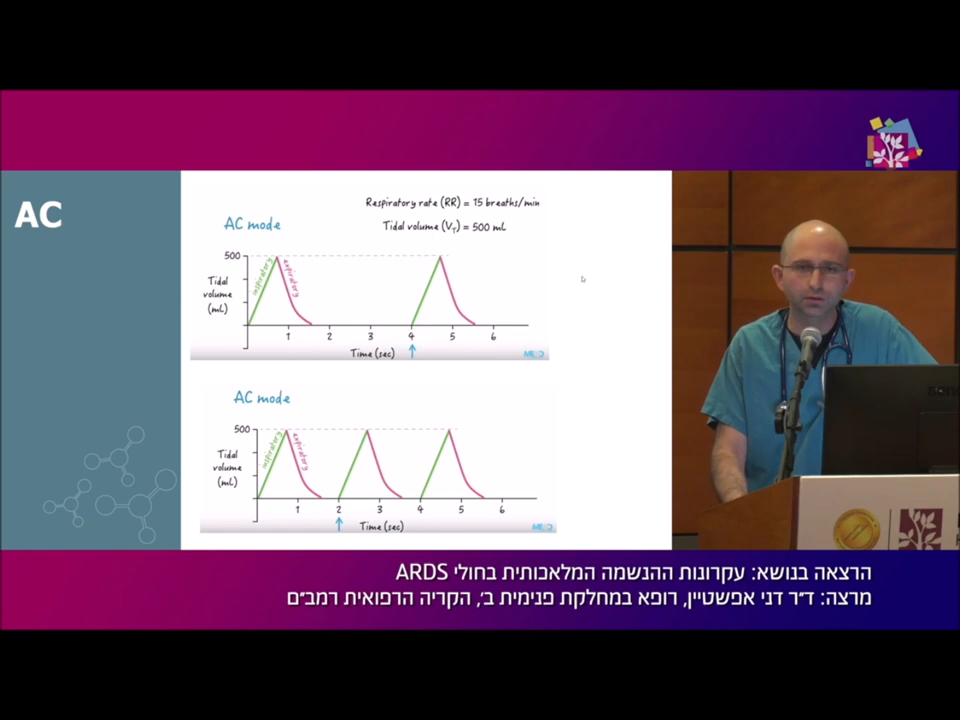 AC
Respiratory rate (RR) = 15 breaths/min
AC mode
Tidal volume (VT) = 500 mL
500
inspiratory
expiratory
Tidal
volume
(mL)
1 2 3 4 5 6
Time (sec)
AC mode
500
inspiratory
expiratory
Tidal
volume
(mL)
1 2 3 4 5 6
Time (sec)
הרצאה בנושא: עקרונות ההנשמה המלאכותית בחולי ARDS
מרצה: ד"ר דני אפשטיין, רופא במחלקת פנימית ב', הקריה הרפואית רמב"ם